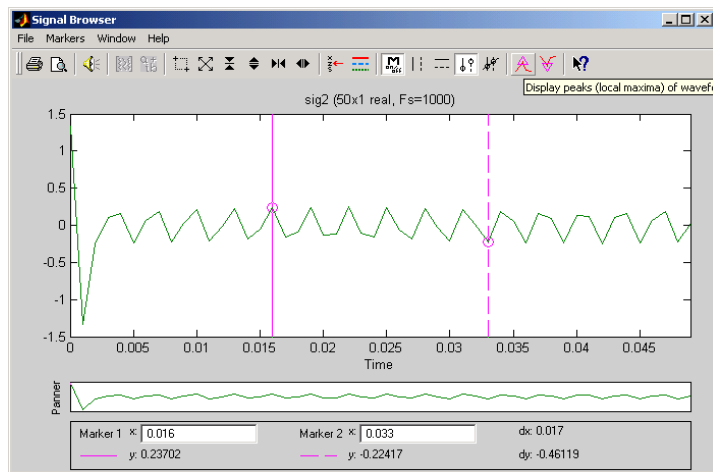 Signal Browser
File Markers Window Help
Display peaks (local maxima) of wavefo
sig2 (50x1 real, Fs=1000)
1.5
1
0.5
0
-0.5
-1
-1.5
0 0.005 0.01 0.015 0.02 0.025 0.03 0.035 0.04 0.045
Time
Panner
Marker 1 x: 0.016 Marker 2 x: 0.033 dx: 0.017
y: 0.23702 y: -0.22417 dy: -0.46119